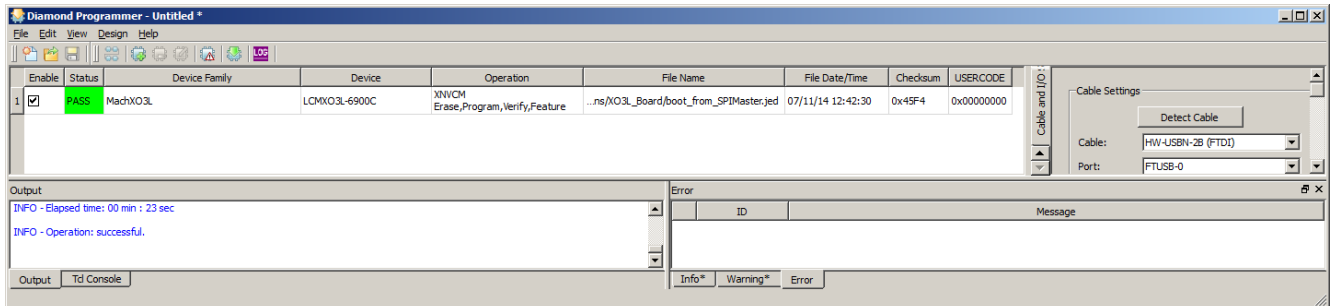 Diamond Programmer - Untitled *
File Edit View Design Help
LOG
Enable Status Device Family Device Operation File Name File Date/Time Checksum USERCODE
1 PASS MachXO3L LCMXO3L-6900C XNVCM Erase,Program,Verify,Feature ...ns/XO3L_Board/boot_from_SPIMaster.jed 07/11/14 12:42:30 0x45F4 0x00000000
Cable and I/O
Cable Settings
Detect Cable
Cable: HW-USBN-2B (FTDI)
Port: FTUSB-0
Output
INFO - Elapsed time: 00 min : 23 sec
INFO - Operation: successful.
Output Tcl Console
Error
ID Message
Info* Warning* Error